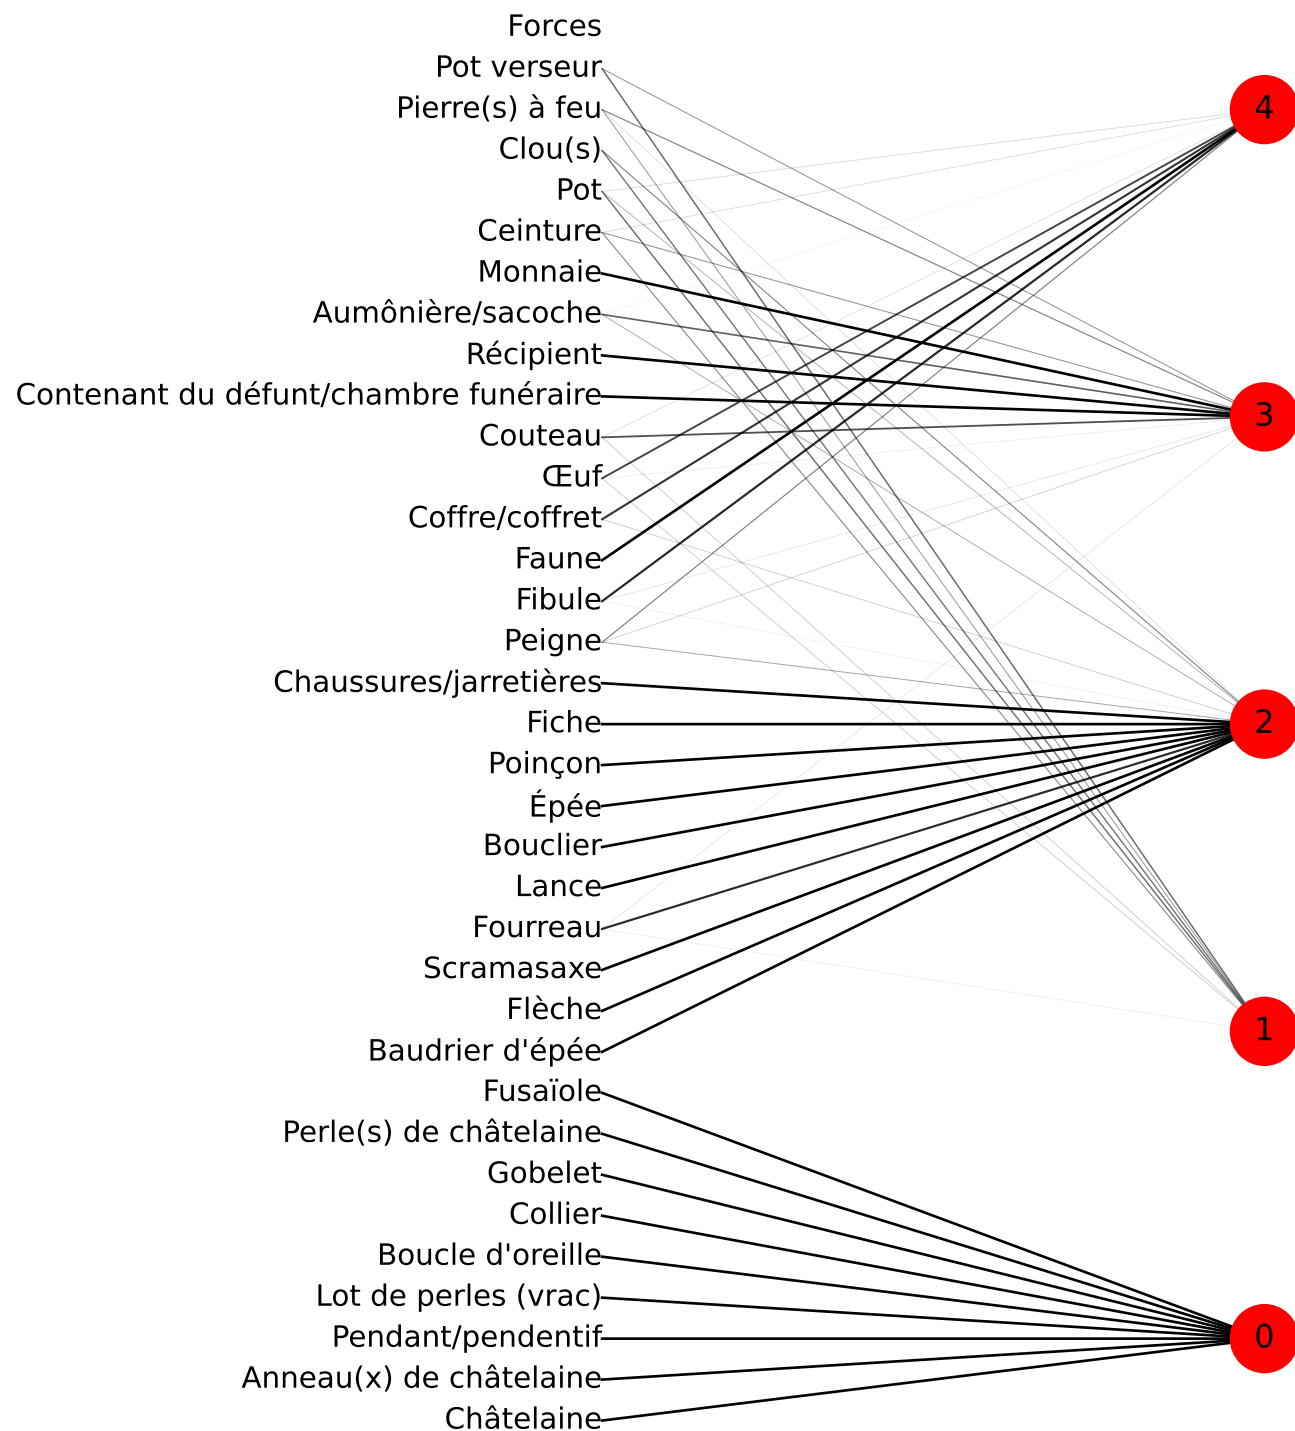 Forces
Pot verseur
Pierre(s) à feu
Clou(s)
Pot
Ceinture
Monnaie
Aumônière/sacoche
Récipient
Contenant du défunt/chambre funéraire
Couteau
Œuf
Coffre/coffret
Faune
Fibule
Peigne
Chaussures/jarretières
Fiche
Poinçon
Épée
Bouclier
Lance
Fourreau
Scramasaxe
Flèche
Baudrier d'épée
Fusaïole
Perle(s) de châtelaine
Gobelet
Collier
Boucle d'oreille
Lot de perles (vrac)
Pendant/pendentif
Anneau(x) de châtelaine
Châtelaine
4
3
2
1
0